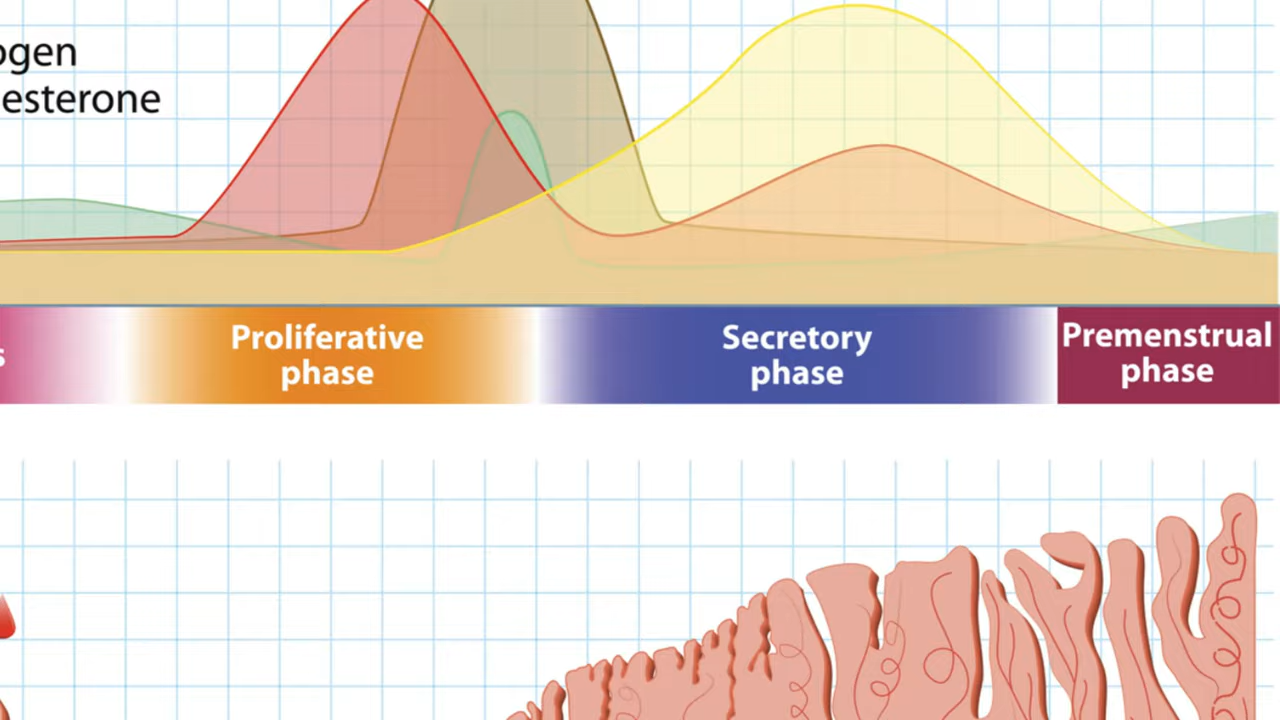 ogen
esterone
Proliferative
phase
Secretory
phase
Premenstrual
phase
s